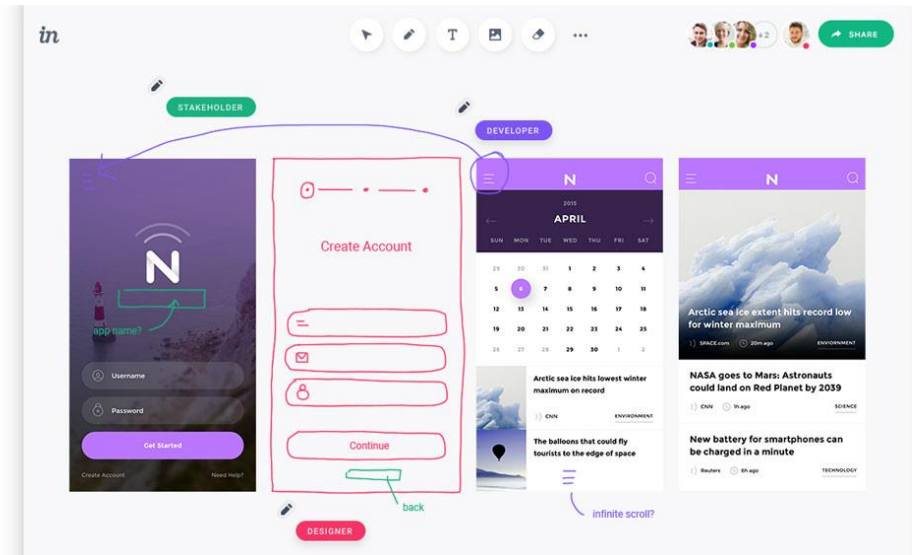 in
T
+2
SHARE
STAKEHOLDER
DEVELOPER
N
app name?
Username
Password
Get Started
Create Account
Need Help?
Create Account
Continue
back
DESIGNER
N
2015
APRIL
SUN MON TUE WED THU FRI SAT
29 30 31 1 2 3 4
5 6 7 8 9 10 11
12 13 14 15 16 17 18
19 20 21 22 23 24 25
26 27 28 29 30 1 2
Arctic sea ice hits lowest winter
maximum on record
CNN ENVIRONMENT
The balloons that could fly
tourists to the edge of space
infinite scroll?
N
Arctic sea ice extent hits record low
for winter maximum
SPACE.com 20m ago ENVIORNMENT
NASA goes to Mars: Astronauts
could land on Red Planet by 2039
CNN 1h ago SCIENCE
New battery for smartphones can
be charged in a minute
Reuters 6h ago TECHNOLOGY